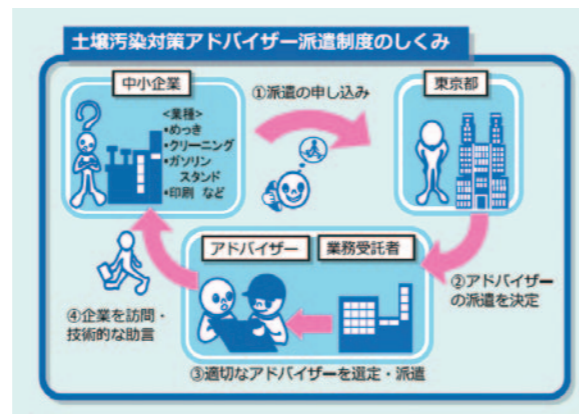 土壌汚染対策アドバイザー派遣制度のしくみ
中小企業
<業種>
•めっき
•クリーニング
•ガソリン
スタンド
•印刷 など
①派遣の申し込み
東京都
②アドバイザー
の派遣を決定
アドバイザー
業務受託者
③適切なアドバイザーを選定・派遣
④企業を訪問・
技術的な助言